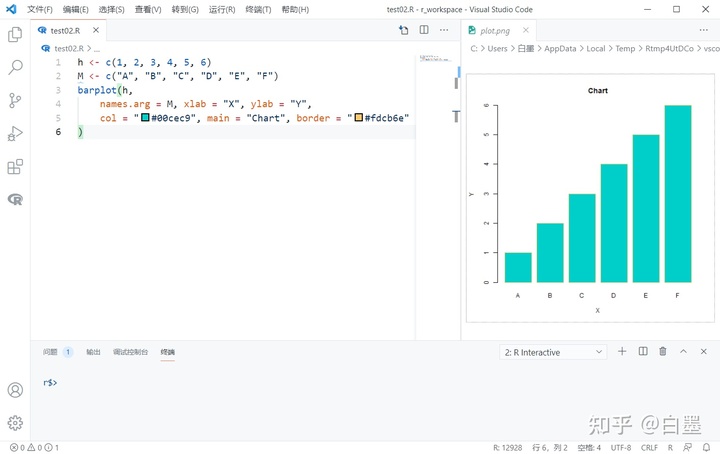 文件(F) 编辑(E) 选择(S) 查看(V) 转到(G) 运行(R) 终端(T) 帮助(H) test02.R - r_workspace - Visual Studio Code
test02.R
plot.png
test02.R > ...
C: > Users > 白墨 > AppData > Local > Temp > Rtmp4UtDCo > vsco
1 h <- c(1, 2, 3, 4, 5, 6)
2 M <- c("A", "B", "C", "D", "E", "F")
3 barplot(h,
4 names.arg = M, xlab = "X", ylab = "Y",
5 col = "#00cec9", main = "Chart", border = "#fdcb6e"
6 )
Chart
Y
6
5
4
3
2
1
0
A B C D E F
X
问题 1 输出 调试控制台 终端
2: R Interactive
r$>
知乎 @白墨
0 0 1
R: 12928 行 6，列 2 空格: 4 UTF-8 CRLF R